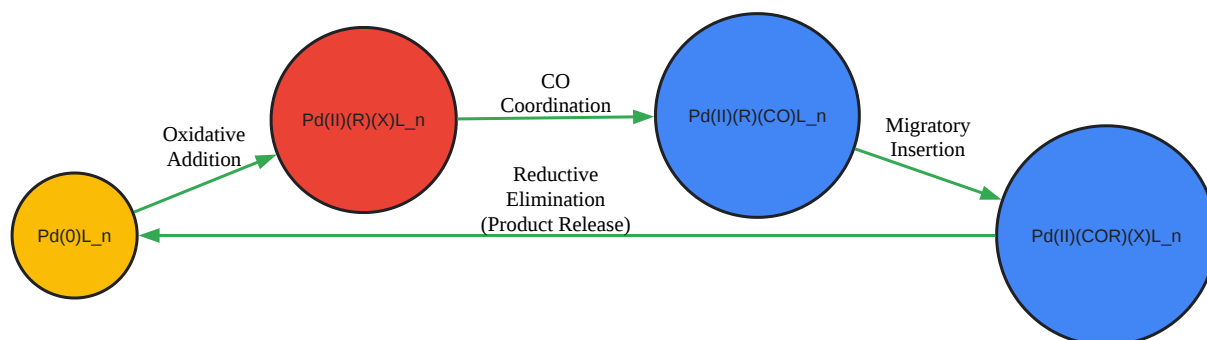 Pd(0)L_n
Oxidative
Addition
Pd(II)(R)(X)L_n
CO
Coordination
Pd(II)(R)(CO)L_n
Migratory
Insertion
Pd(II)(COR)(X)L_n
Reductive
Elimination
(Product Release)